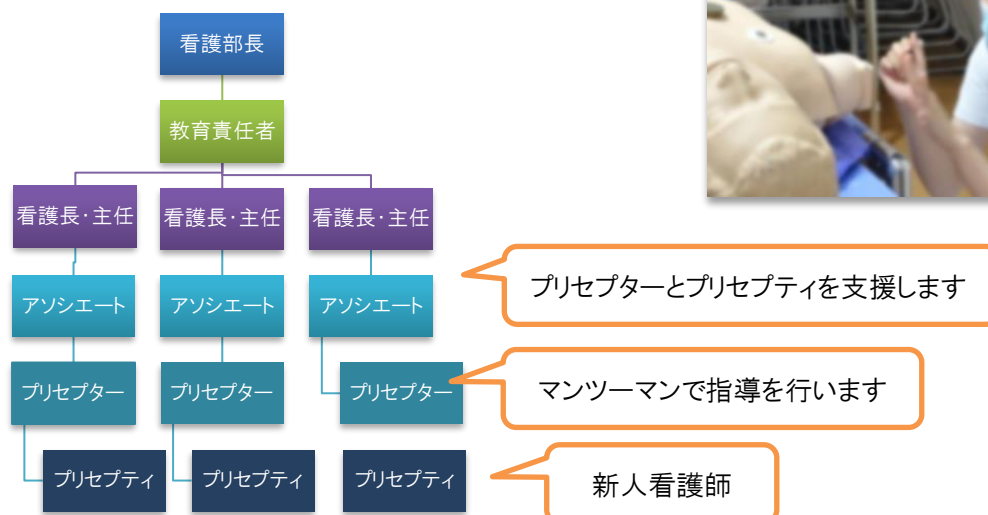 看護部長
教育責任者
看護長・主任
看護長・主任
看護長・主任
アソシエート
アソシエート
アソシエート
プリセプターとプリセプティを支援します
プリセプター
プリセプター
プリセプター
マンツーマンで指導を行います
プリセプティ
プリセプティ
プリセプティ
新人看護師